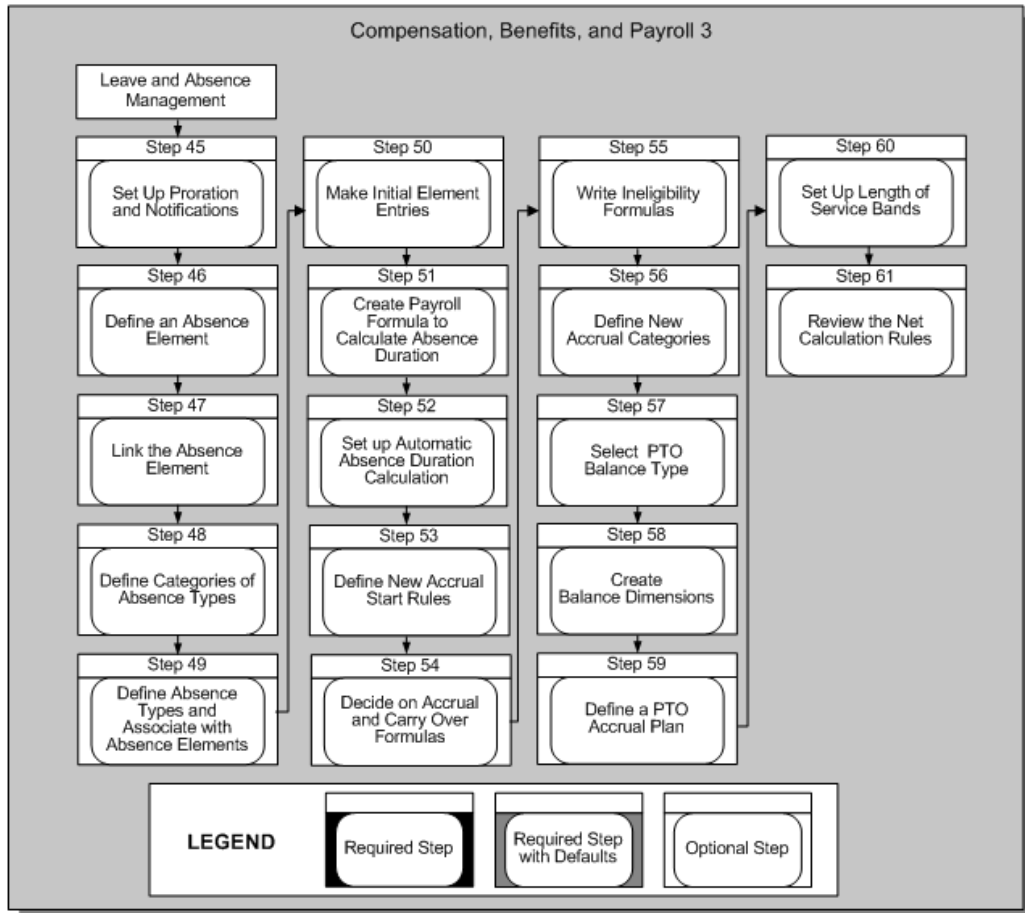 Compensation, Benefits, and Payroll 3
Leave and Absence
Management
Step 45
Set Up Proration
and Notifications
Step 46
Define an Absence
Element
Step 47
Link the Absence
Element
Step 48
Define Categories of
Absence Types
Step 49
Define Absence
Types and
Associate with
Absence Elements
Step 50
Make Initial Element
Entries
Step 51
Create Payroll
Formula to
Calculate Absence
Duration
Step 52
Set up Automatic
Absence Duration
Calculation
Step 53
Define New Accrual
Start Rules
Step 54
Decide on Accrual
and Carry Over
Formulas
Step 55
Write Ineligibility
Formulas
Step 56
Define New
Accrual Categories
Step 57
Select PTO
Balance Type
Step 58
Create
Balance Dimensions
Step 59
Define a PTO
Accrual Plan
Step 60
Set Up Length of
Service Bands
Step 61
Review the Net
Calculation Rules
LEGEND
Required Step
Required Step
with Defaults
Optional Step